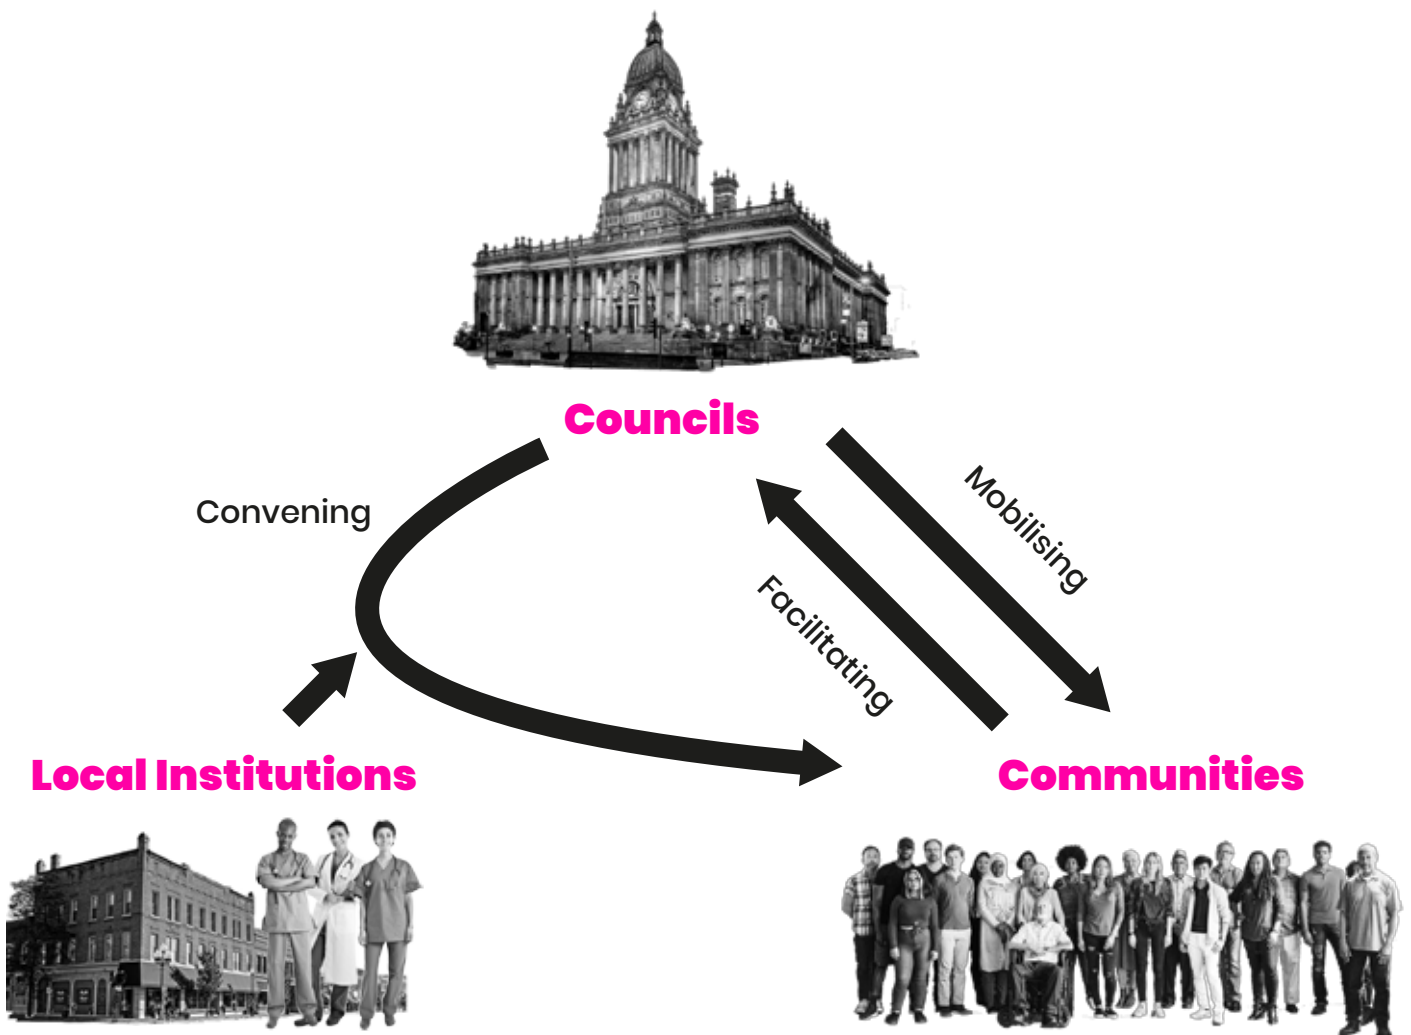 Councils
Convening
Mobilising
Facilitating
Local Institutions
Communities